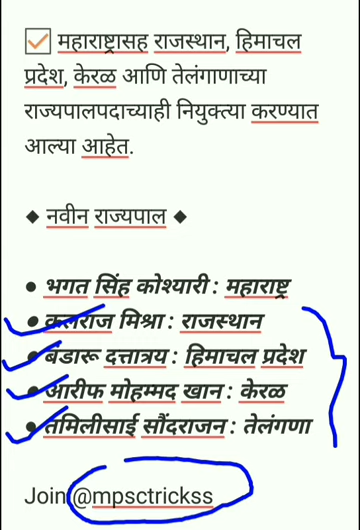 महाराष्ट्रासह राजस्थान, हिमाचल
प्रदेश, केरळ आणि तेलंगाणाच्या
राज्यपालपदाच्याही नियुक्त्या करण्यात
आल्या आहेत.
◆ नवीन राज्यपाल ◆
● भगत सिंह कोश्यारी : महाराष्ट्र
● कलराज मिश्रा : राजस्थान
● बंडारू दत्तात्रय : हिमाचल प्रदेश
● आरीफ मोहम्मद खान : केरळ
● तमिलीसाई सौंदराजन : तेलंगणा
Join @mpsctrickss